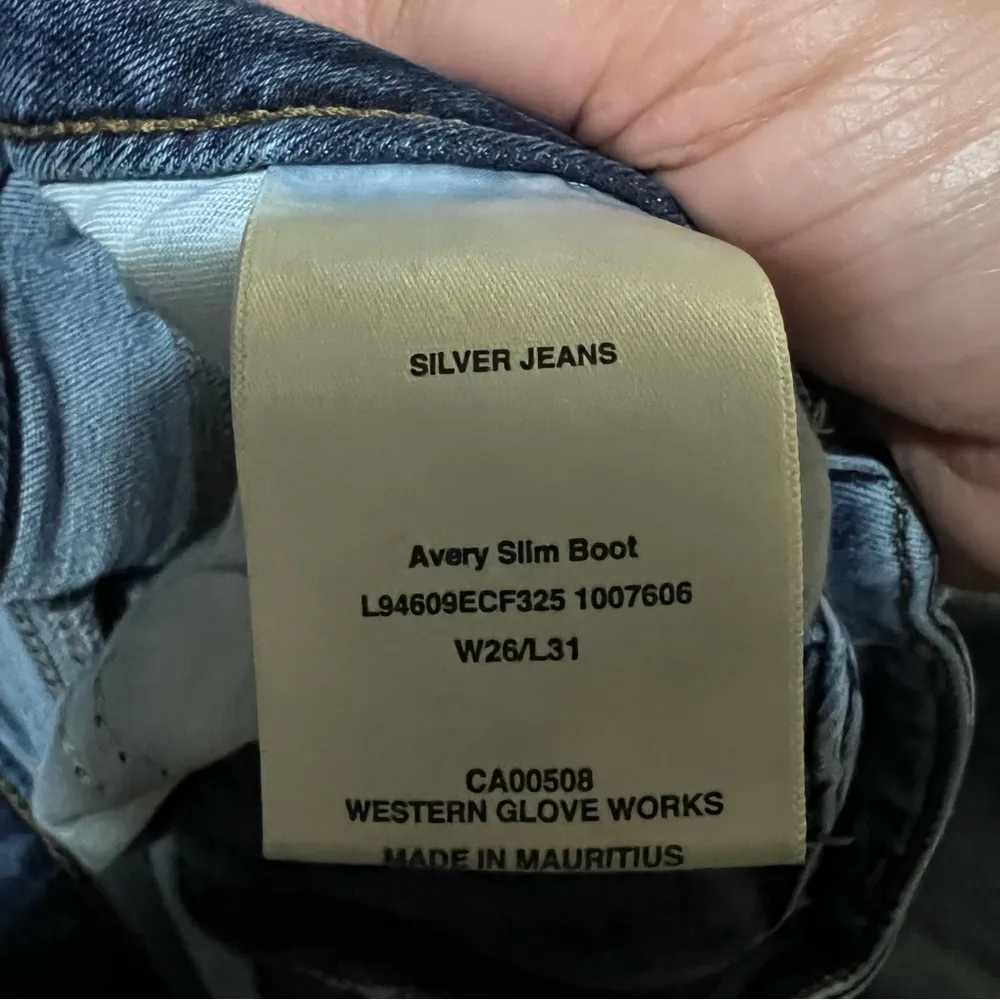 SILVER JEANS
Avery Slim Boot
L94609ECF325 1007606
W26/L31
CA00508
WESTERN GLOVE WORKS
MADE IN MAURITIUS